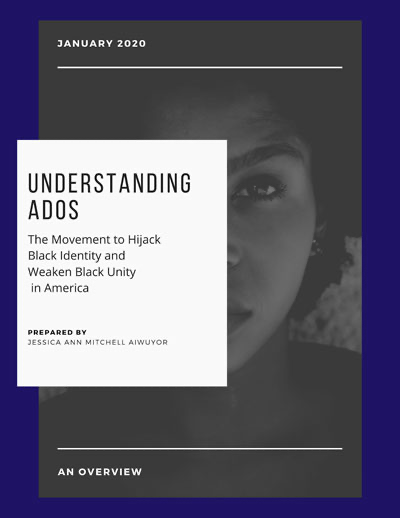 JANUARY 2020
UNDERSTANDING
ADOS
The Movement to Hijack
Black Identity and
Weaken Black Unity
in America
PREPARED BY
JESSICA ANN MITCHELL AIWUYOR
AN OVERVIEW